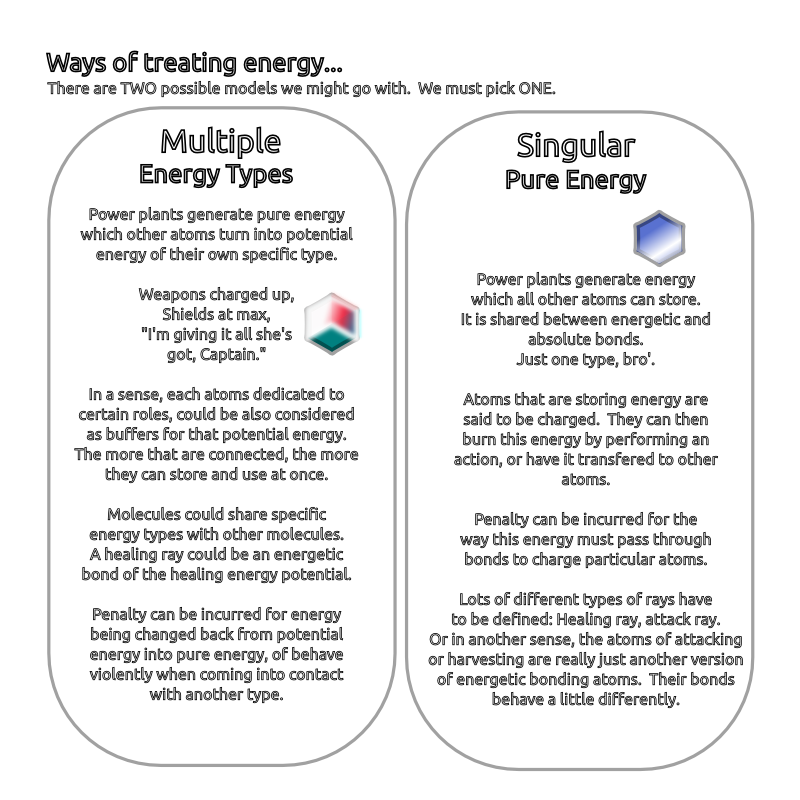 Ways of treating energy...
There are TWO possible models we might go with.  We must pick ONE.
Multiple
Energy Types
Power plants generate pure energy
which other atoms turn into potential
energy of their own specific type.
Weapons charged up,
Shields at max,
"I'm giving it all she's
got, Captain."
In a sense, each atoms dedicated to
certain roles, could be also considered
as buffers for that potential energy.
The more that are connected, the more
they can store and use at once.
Molecules could share specific
energy types with other molecules.
A healing ray could be an energetic
bond of the healing energy potential.
Penalty can be incurred for energy
being changed back from potential
energy into pure energy, of behave
violently when coming into contact
with another type.
Singular
Pure Energy
Power plants generate energy
which all other atoms can store.
It is shared between energetic and
absolute bonds.
Just one type, bro'.
Atoms that are storing energy are
said to be charged.  They can then
burn this energy by performing an
action, or have it transfered to other
atoms.
Penalty can be incurred for the
way this energy must pass through
bonds to charge particular atoms.
Lots of different types of rays have
to be defined: Healing ray, attack ray.
Or in another sense, the atoms of attacking
or harvesting are really just another version
of energetic bonding atoms.  Their bonds
behave a little differently.